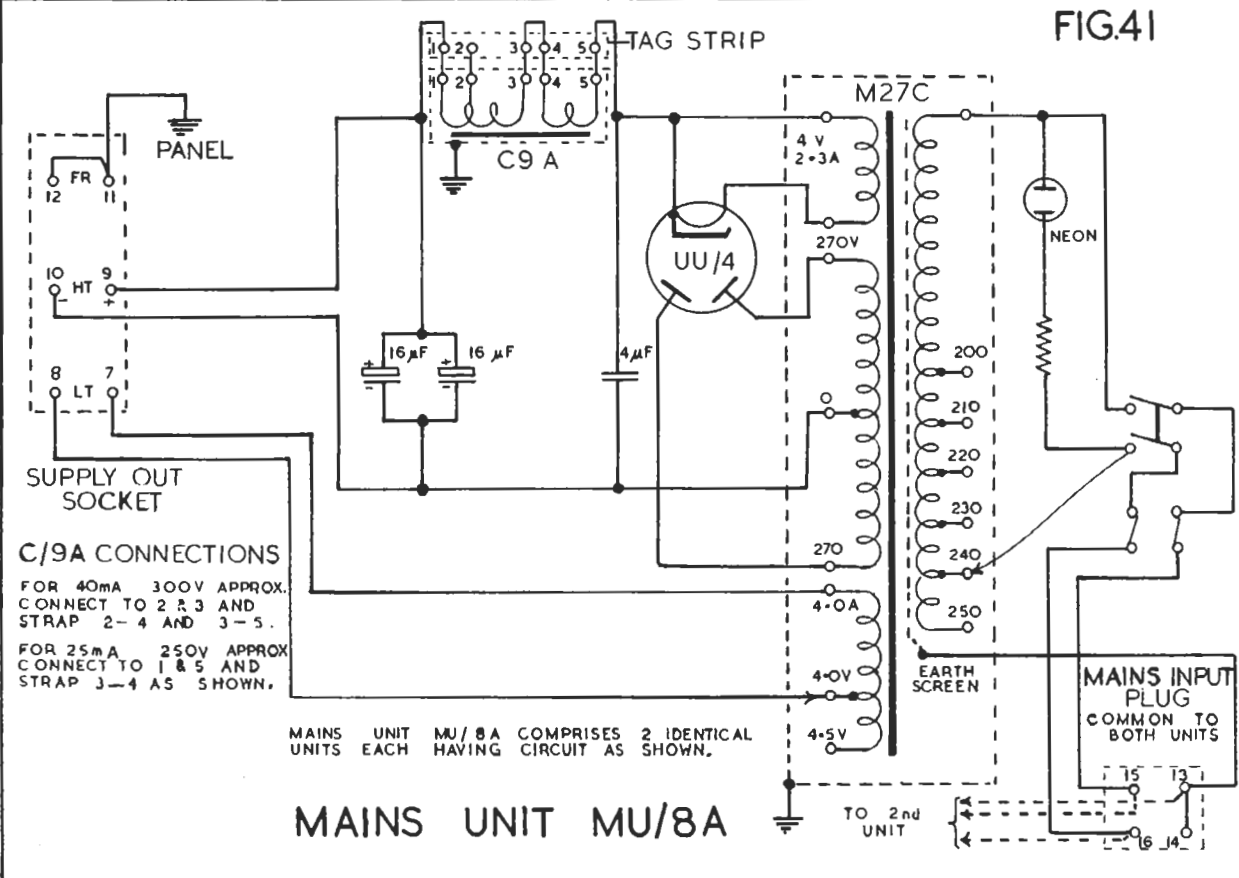 FIG.41
1 2 3 4 5
TAG STRIP
1 2 3 4 5
C9 A
PANEL
FR
12 11
10 HT 9
- +
8 LT 7
SUPPLY OUT
SOCKET
C/9A CONNECTIONS
FOR 40mA 300V APPROX.
CONNECT TO 2 & 3 AND
STRAP 2-4 AND 3-5.
FOR 25mA 250V APPROX
CONNECT TO 1 & 5 AND
STRAP 3-4 AS SHOWN.
+ 16 µF -
+ 16 µF -
4 µF
UU/4
M27C
4 V
2·3A
270V
0
270
4·0A
4·0V
4·5V
200
210
220
230
240
250
NEON
EARTH
SCREEN
MAINS INPUT
PLUG
COMMON TO
BOTH UNITS
15 13
16 14
TO 2nd
UNIT
MAINS UNIT MU/8A COMPRISES 2 IDENTICAL
UNITS EACH HAVING CIRCUIT AS SHOWN.
MAINS UNIT MU/8A